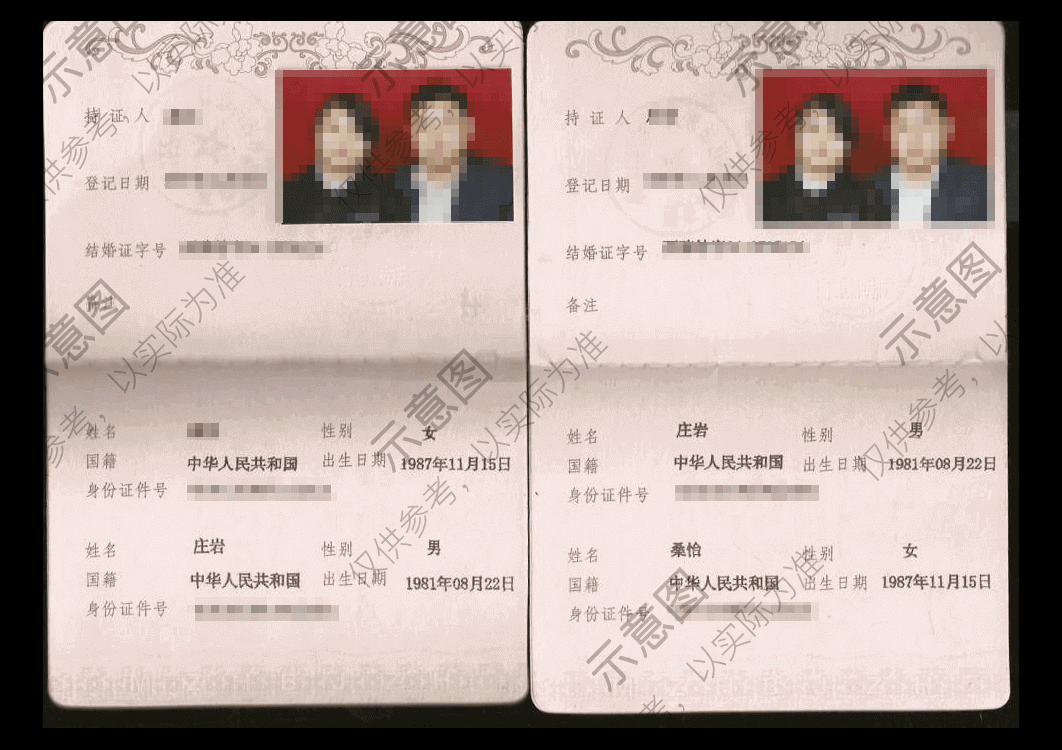 持证人
登记日期
结婚证字号
备注
姓名 性别 女
国籍 中华人民共和国 出生日期 1987年11月15日
身份证件号
姓名 庄岩 性别 男
国籍 中华人民共和国 出生日期 1981年08月22日
身份证件号
持证人
登记日期
结婚证字号
备注
姓名 庄岩 性别 男
国籍 中华人民共和国 出生日期 1981年08月22日
身份证件号
姓名 桑怡 性别 女
国籍 中华人民共和国 出生日期 1987年11月15日
身份证件号
示意图
仅供参考，以实际为准
示意图
仅供参考，以实际为准
示意图
仅供参考，以实际为准
示意图
仅供参考，以实际为准